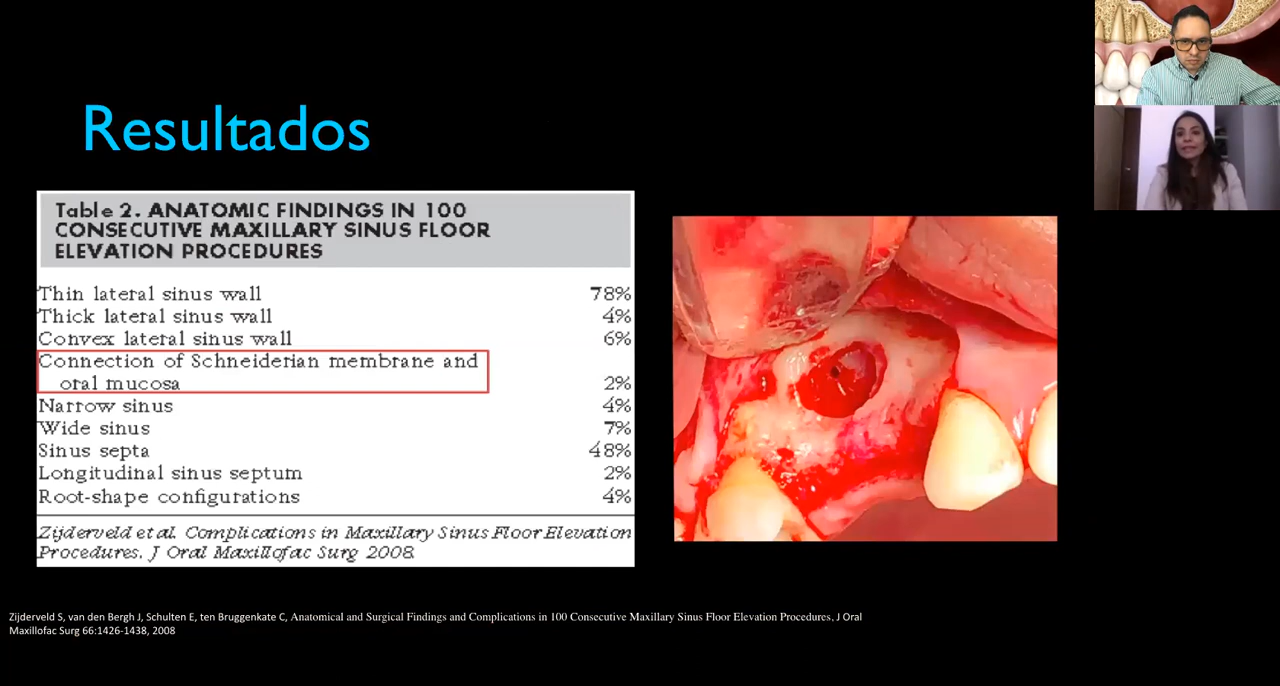 Resultados
Table 2. ANATOMIC FINDINGS IN 100
CONSECUTIVE MAXILLARY SINUS FLOOR
ELEVATION PROCEDURES
Thin lateral sinus wall 78%
Thick lateral sinus wall 4%
Convex lateral sinus wall 6%
Connection of Schneiderian membrane and
oral mucosa 2%
Narrow sinus 4%
Wide sinus 7%
Sinus septa 48%
Longitudinal sinus septum 2%
Root-shape configurations 4%
Zijderveld et al. Complications in Maxillary Sinus Floor Elevation
Procedures. J Oral Maxillofac Surg 2008.
Zijderveld S, van den Bergh J, Schulten E, ten Bruggenkate C, Anatomical and Surgical Findings and Complications in 100 Consecutive Maxillary Sinus Floor Elevation Procedures, J Oral
Maxillofac Surg 66:1426-1438, 2008